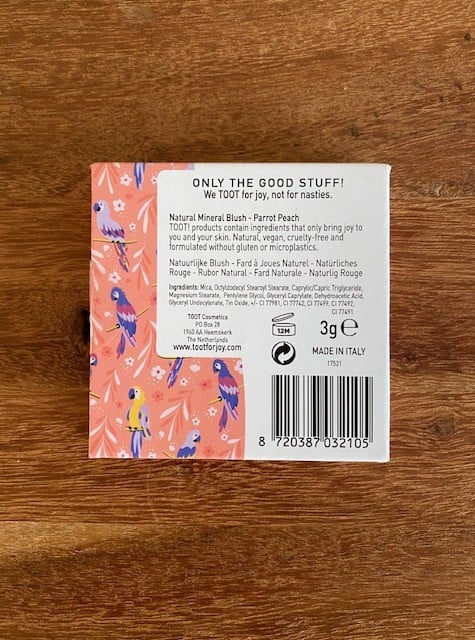 ONLY THE GOOD STUFF!
We TOOT for joy, not for nasties.
Natural Mineral Blush - Parrot Peach
TOOT! products contain ingredients that only bring joy to
you and your skin. Natural, vegan, cruelty-free and
formulated without gluten or microplastics.
Natuurlijke Blush - Fard à Joues Naturel - Natürliches
Rouge - Rubor Natural - Fard Naturale - Naturlig Rouge
Ingredients: Mica, Octyldodecyl Stearoyl Stearate, Caprylic/Capric Triglyceride,
Magnesium Stearate, Pentylene Glycol, Glyceryl Caprylate, Dehydroacetic Acid,
Glyceryl Undecylenate, Tin Oxide, +/- CI 77981, CI 77742, CI 77499, CI 77492,
CI 77491
TOOT Cosmetics
PO Box 28
1960 AA Heemskerk
The Netherlands
www.tootforjoy.com
12M
3g℮
MADE IN ITALY
17521
8 720387 032105